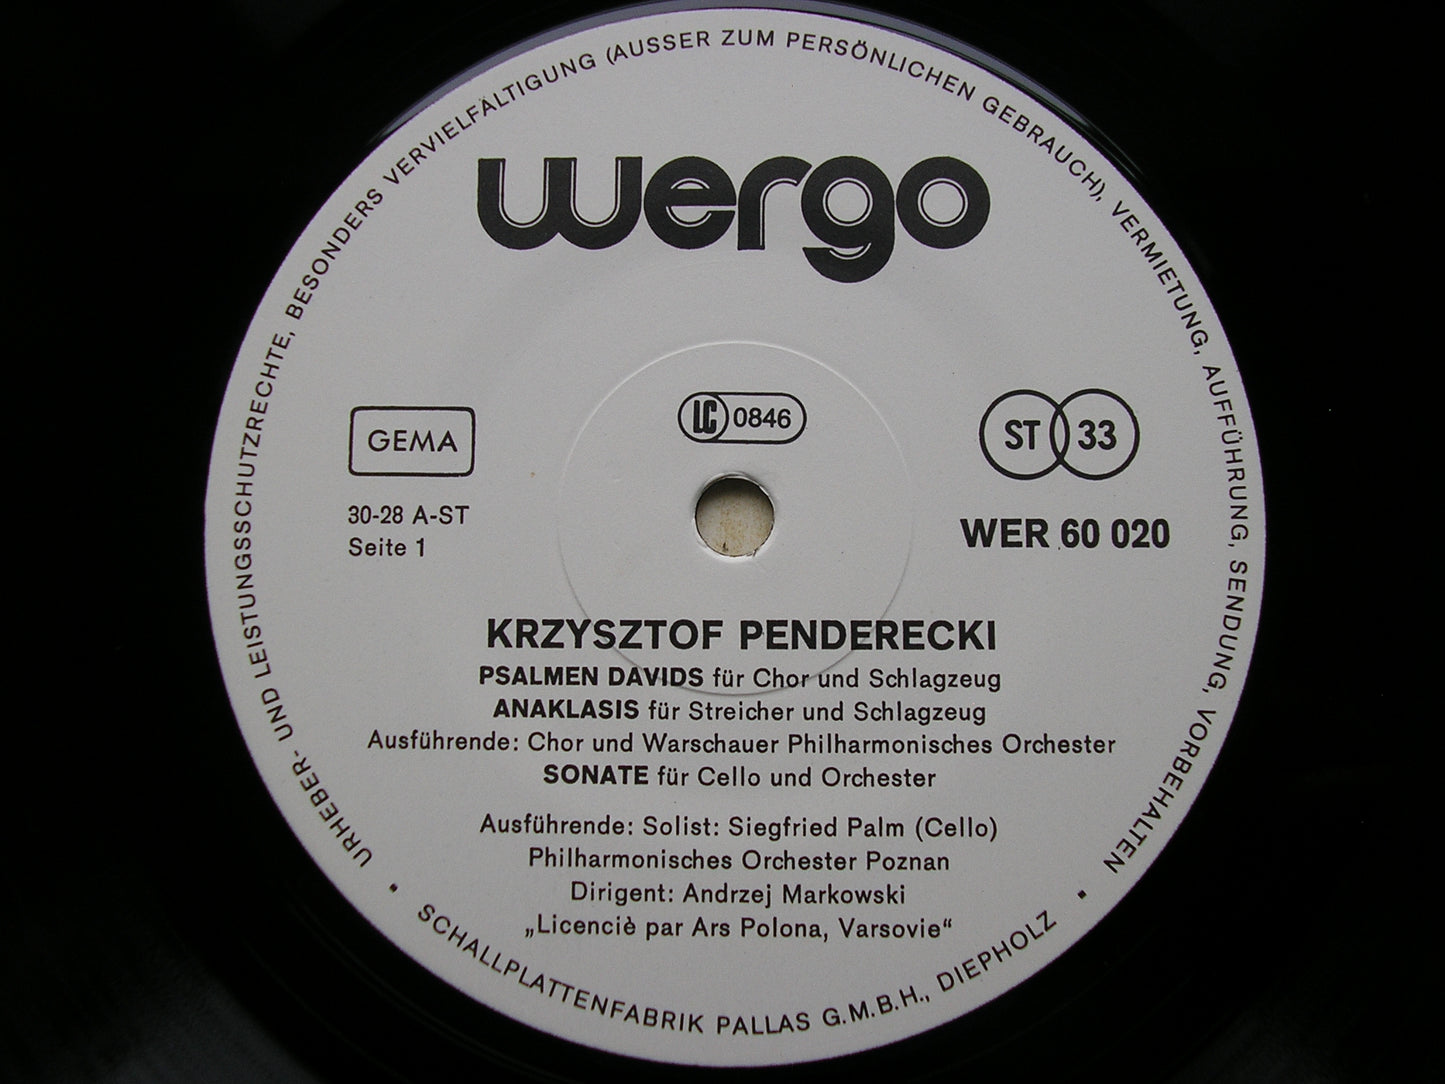 URHEBER- UND LEISTUNGSSCHUTZRECHTE, BESONDERS VERVIELFÄLTIGUNG (AUSSER ZUM PERSÖNLICHEN GEBRAUCH), VERMIETUNG, AUFFÜHRUNG, SENDUNG, VORBEHALTEN
wergo
GEMA
LC 0846
ST 33
30-28 A-ST
Seite 1
WER 60 020
KRZYSZTOF PENDERECKI
PSALMEN DAVIDS für Chor und Schlagzeug
ANAKLASIS für Streicher und Schlagzeug
Ausführende: Chor und Warschauer Philharmonisches Orchester
SONATE für Cello und Orchester
Ausführende: Solist: Siegfried Palm (Cello)
Philharmonisches Orchester Poznan
Dirigent: Andrzej Markowski
„Licenciè par Ars Polona, Varsovie“
• SCHALLPLATTENFABRIK PALLAS G.M.B.H., DIEPHOLZ •